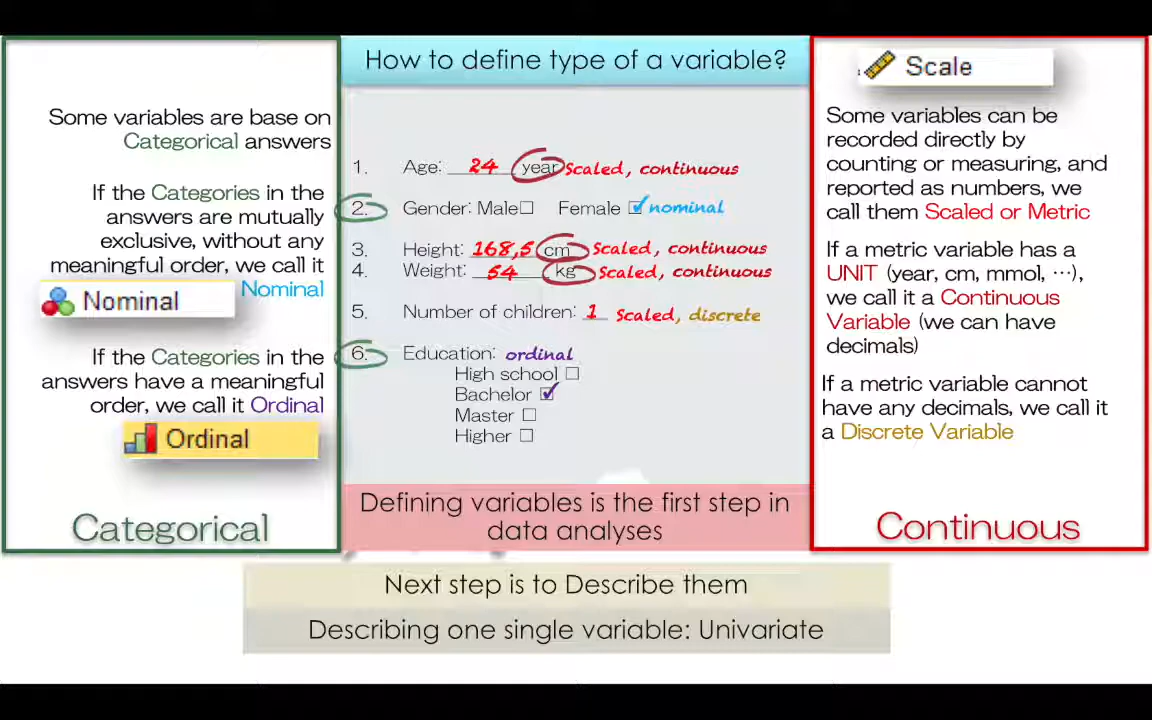 How to define type of a variable?
Some variables are base on
Categorical answers
If the Categories in the
answers are mutually
exclusive, without any
meaningful order, we call it
Nominal
Nominal
If the Categories in the
answers have a meaningful
order, we call it Ordinal
Ordinal
Categorical
1. Age: 24 year Scaled, continuous
2. Gender: Male☐ Female ☑ nominal
3. Height: 168,5 cm Scaled, continuous
4. Weight: 54 kg Scaled, continuous
5. Number of children: 1 Scaled, discrete
6. Education: ordinal
High school ☐
Bachelor ☑
Master ☐
Higher ☐
Defining variables is the first step in
data analyses
Scale
Some variables can be
recorded directly by
counting or measuring, and
reported as numbers, we
call them Scaled or Metric
If a metric variable has a
UNIT (year, cm, mmol, …),
we call it a Continuous
Variable (we can have
decimals)
If a metric variable cannot
have any decimals, we call it
a Discrete Variable
Continuous
Next step is to Describe them
Describing one single variable: Univariate